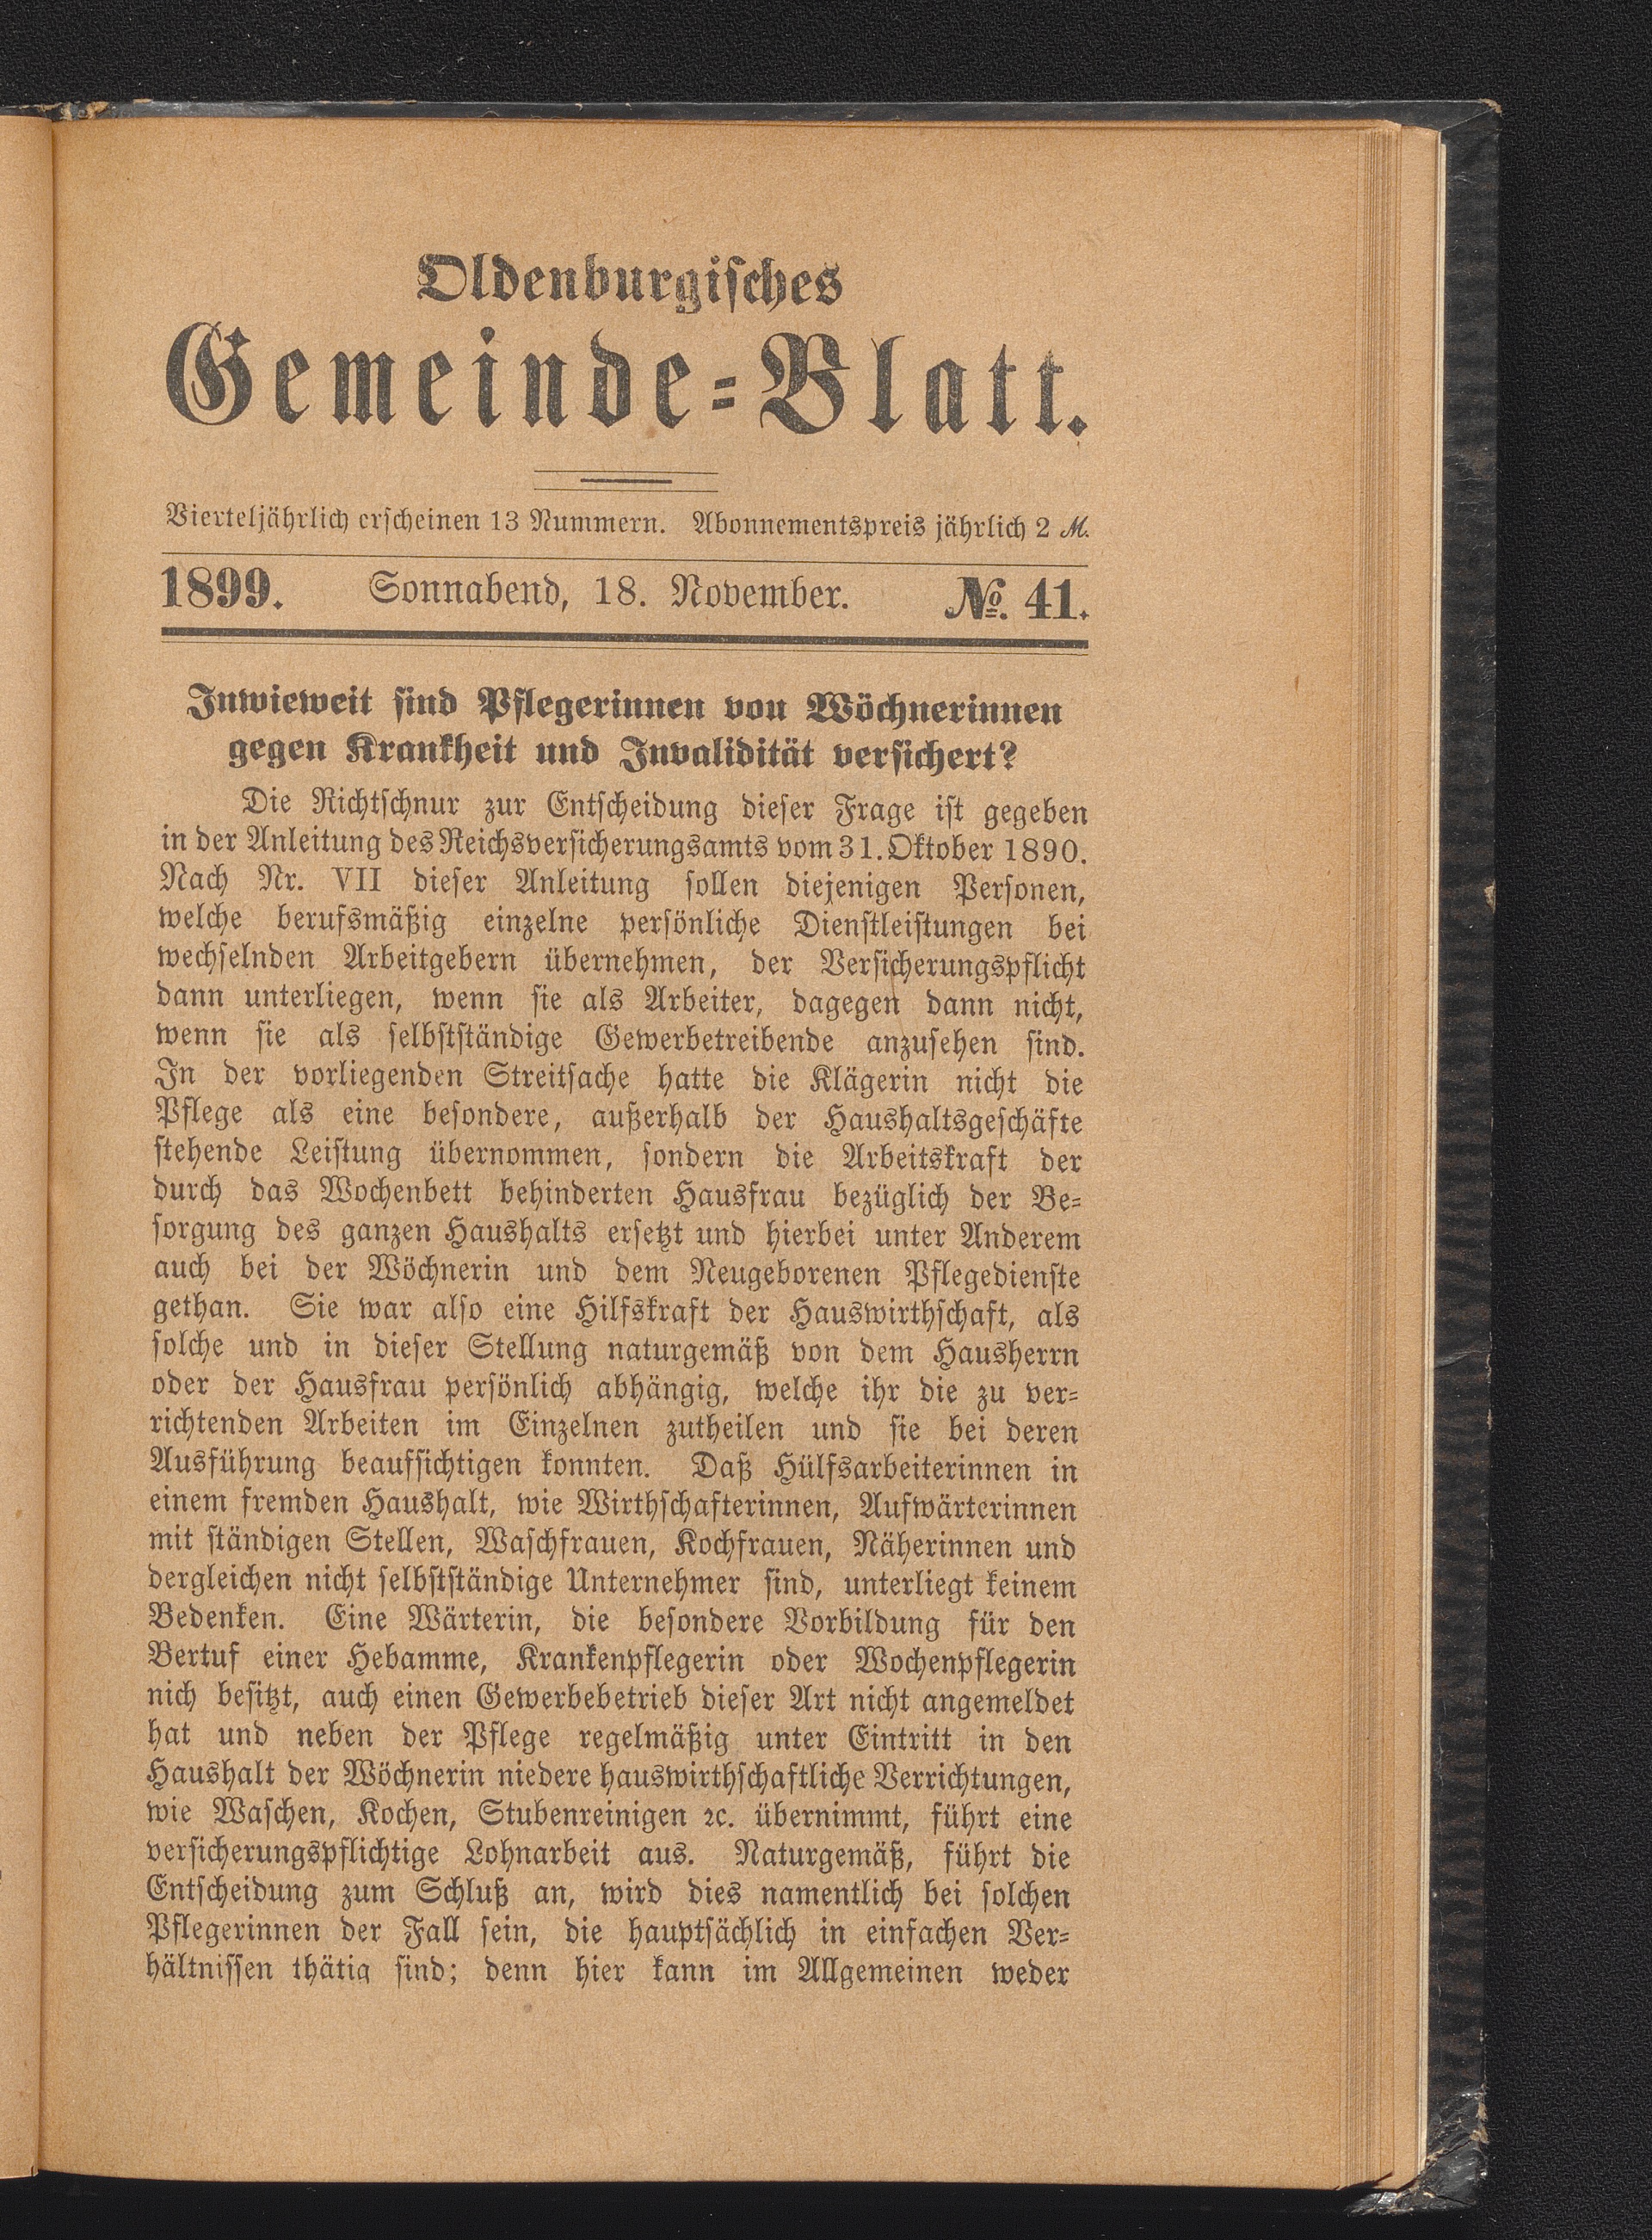 Oldenburgisches
Gemeinde=Blatt.
Vierteljährlich erscheinen 13 Nummern. Abonnementspreis jährlich 2 M.
1899. Sonnabend, 18. November. No. 41.
Inwieweit sind Pflegerinnen von Wöchnerinnen
gegen Krankheit und Invalidität versichert?
Die Richtschnur zur Entscheidung dieser Frage ist gegeben
in der Anleitung des Reichsversicherungsamts vom 31. Oktober 1890.
Nach Nr. VII dieser Anleitung sollen diejenigen Personen,
welche berufsmäßig einzelne persönliche Dienstleistungen bei
wechselnden Arbeitgebern übernehmen, der Versicherungspflicht
dann unterliegen, wenn sie als Arbeiter, dagegen dann nicht,
wenn sie als selbstständige Gewerbetreibende anzusehen sind.
In der vorliegenden Streitsache hatte die Klägerin nicht die
Pflege als eine besondere, außerhalb der Haushaltsgeschäfte
stehende Leistung übernommen, sondern die Arbeitskraft der
durch das Wochenbett behinderten Hausfrau bezüglich der Be=
sorgung des ganzen Haushalts ersetzt und hierbei unter Anderem
auch bei der Wöchnerin und dem Neugeborenen Pflegedienste
gethan. Sie war also eine Hilfskraft der Hauswirthschaft, als
solche und in dieser Stellung naturgemäß von dem Hausherrn
oder der Hausfrau persönlich abhängig, welche ihr die zu ver=
richtenden Arbeiten im Einzelnen zutheilen und sie bei deren
Ausführung beaufsichtigen konnten. Daß Hülfsarbeiterinnen in
einem fremden Haushalt, wie Wirthschafterinnen, Aufwärterinnen
mit ständigen Stellen, Waschfrauen, Kochfrauen, Näherinnen und
dergleichen nicht selbstständige Unternehmer sind, unterliegt keinem
Bedenken. Eine Wärterin, die besondere Vorbildung für den
Bertuf einer Hebamme, Krankenpflegerin oder Wochenpflegerin
nich besitzt, auch einen Gewerbebetrieb dieser Art nicht angemeldet
hat und neben der Pflege regelmäßig unter Eintritt in den
Haushalt der Wöchnerin niedere hauswirthschaftliche Verrichtungen,
wie Waschen, Kochen, Stubenreinigen ꝛc. übernimmt, führt eine
versicherungspflichtige Lohnarbeit aus. Naturgemäß, führt die
Entscheidung zum Schluß an, wird dies namentlich bei solchen
Pflegerinnen der Fall sein, die hauptsächlich in einfachen Ver=
hältnissen thätig sind; denn hier kann im Allgemeinen weder